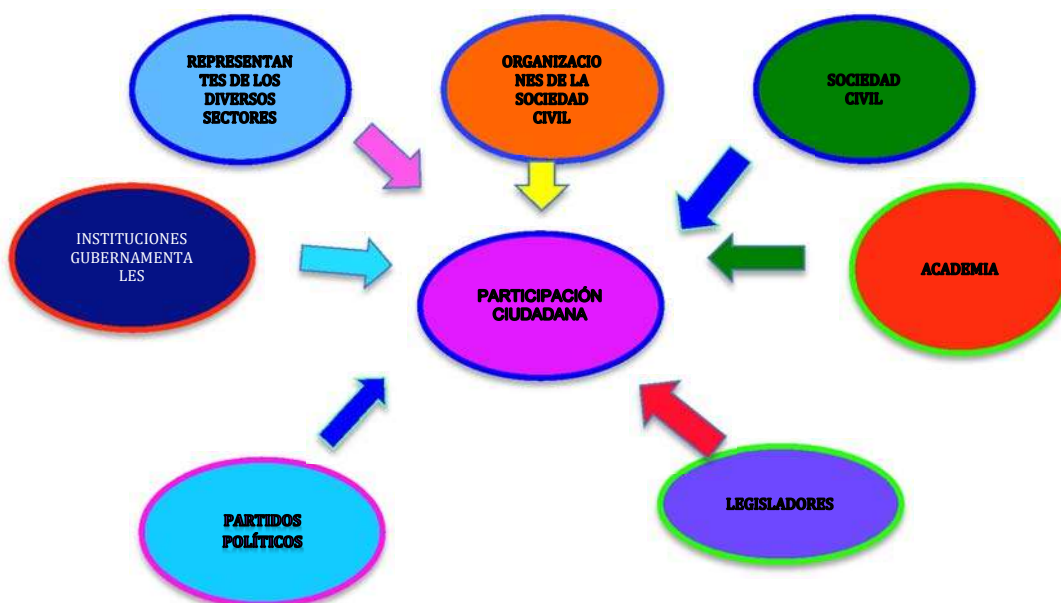 REPRESENTAN
TES DE LOS
DIVERSOS
SECTORES
ORGANIZACIO
NES DE LA
SOCIEDAD
CIVIL
SOCIEDAD
CIVIL
INSTITUCIONES
GUBERNAMENTA
LES
PARTICIPACIÓN
CIUDADANA
ACADEMIA
PARTIDOS
POLÍTICOS
LEGISLADORES